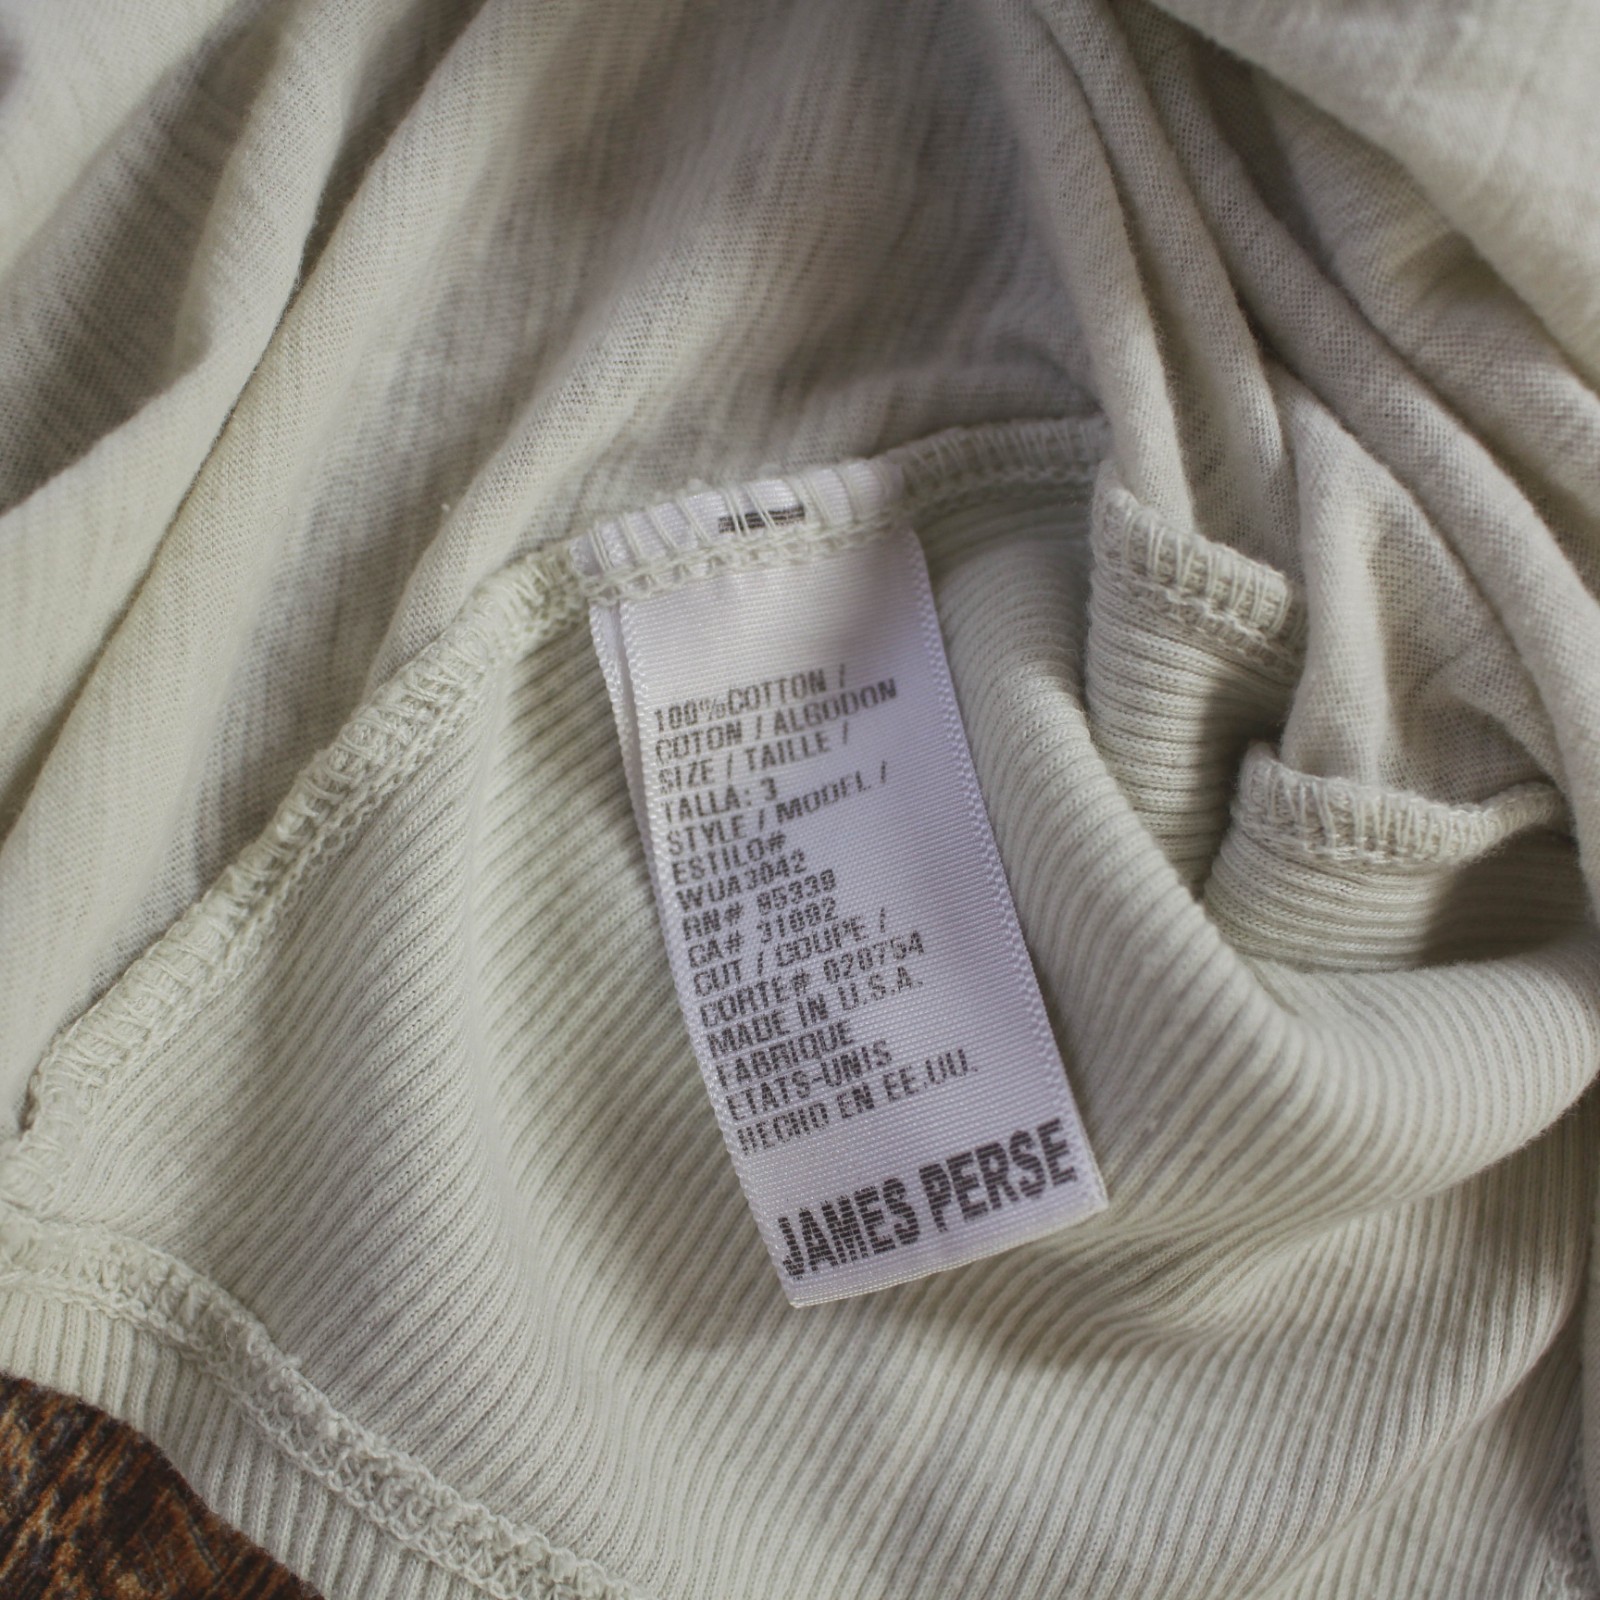 100%COTTON /
COTON / ALGODON
SIZE / TAILLE /
TALLA: 3
STYLE / MODEL /
ESTILO#
WUA3042
RN# 95339
CA# 31092
CUT / COUPE /
CORTE# 020754
MADE IN U.S.A.
FABRIQUE
ETATS-UNIS
HECHO EN EE.UU.
JAMES PERSE